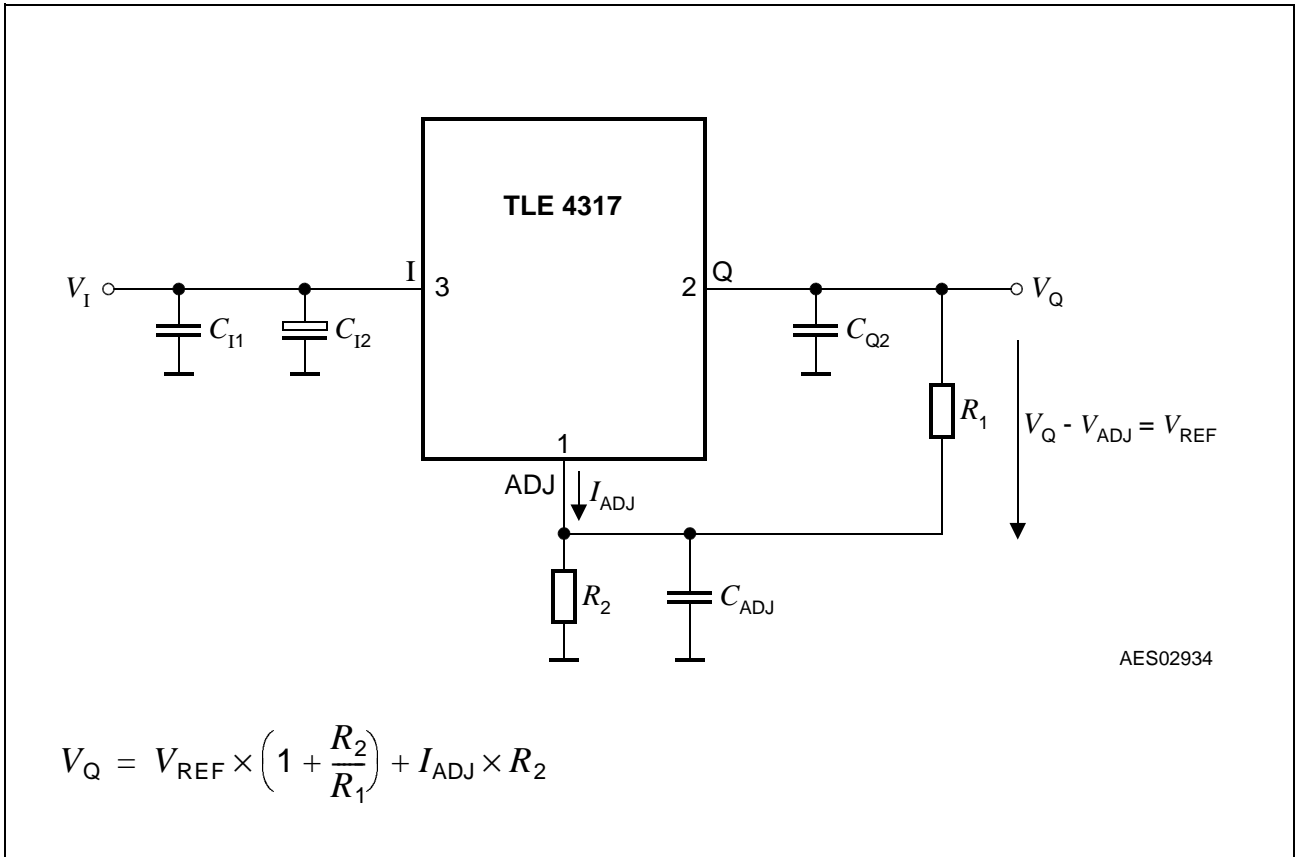 TLE 4317
V_I
I
3
2
Q
V_Q
C_I1
C_I2
C_Q2
R_1
V_Q - V_ADJ = V_REF
1
ADJ
I_ADJ
R_2
C_ADJ
AES02934
V_Q = V_REF × (1 + R_2/R_1) + I_ADJ × R_2